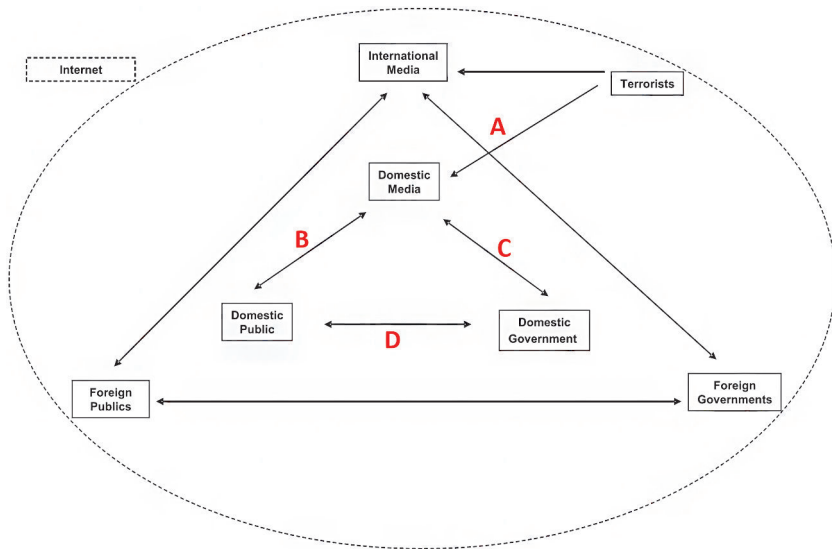 International
Media
Internet
Terrorists
A
Domestic
Media
B
C
Domestic
Public
D
Domestic
Government
Foreign
Publics
Foreign
Governments